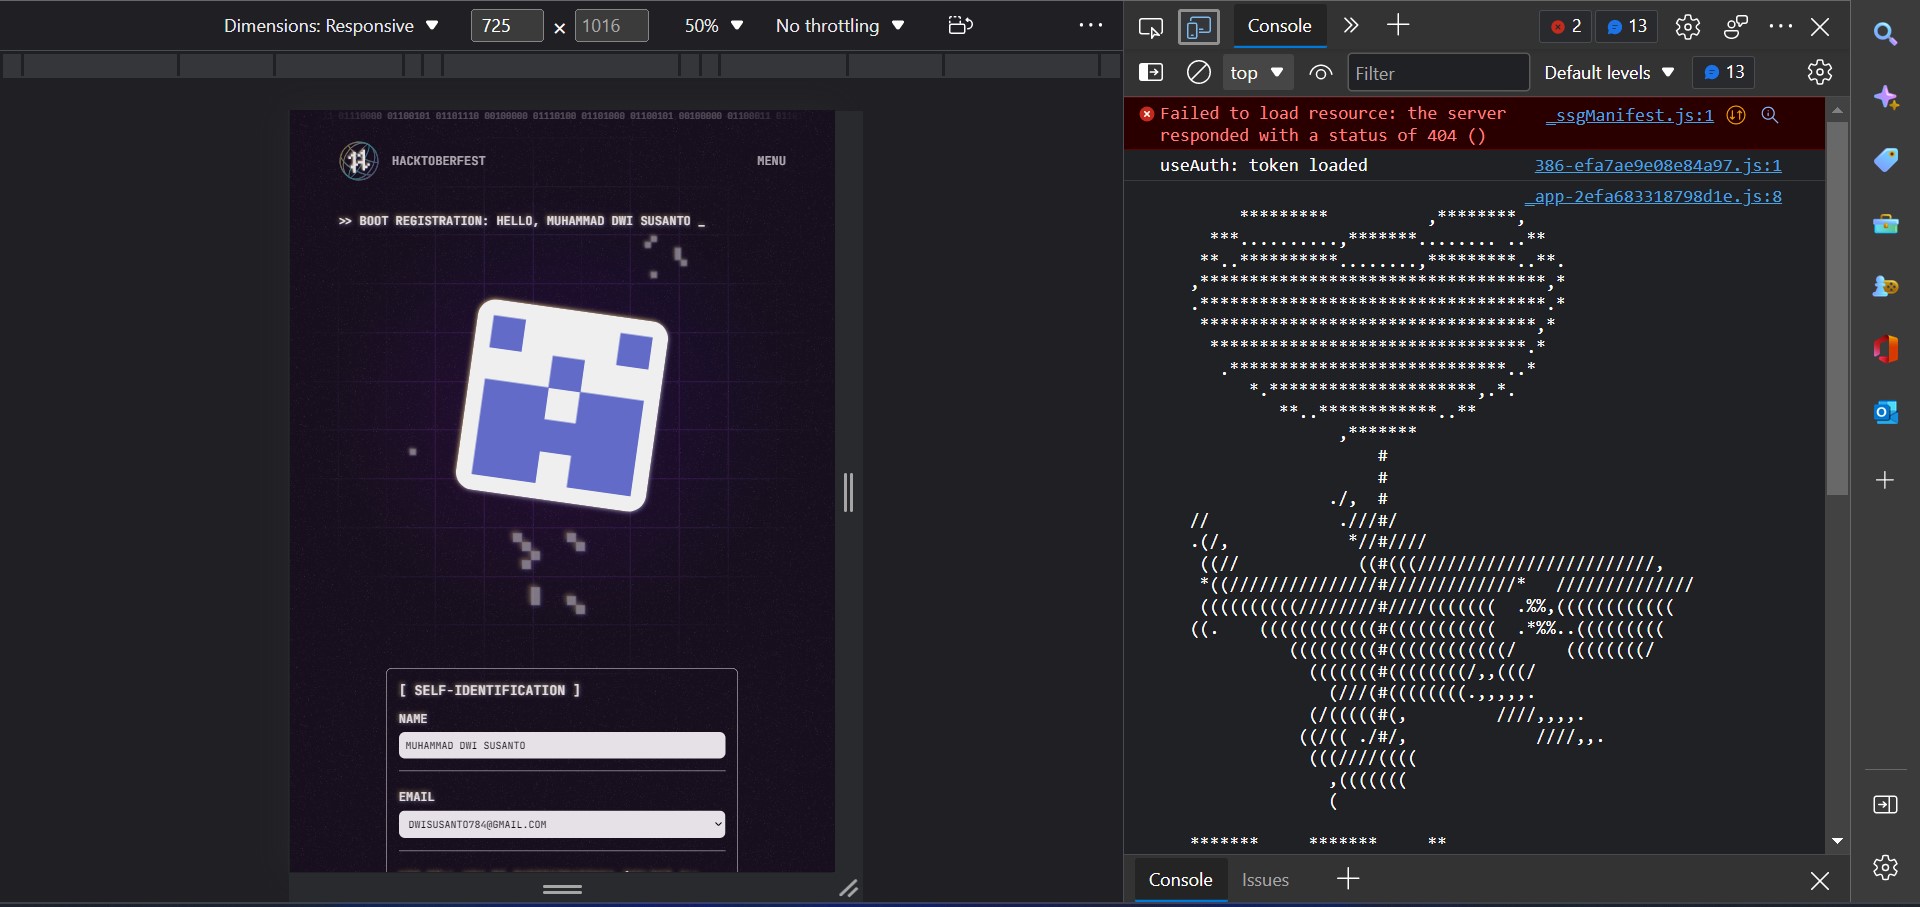 Dimensions: Responsive
725 × 1016
50%
No throttling
01110000 01100101 01101110 00100000 01110100 01101000 01100101 00100000 01100011
HACKTOBERFEST
MENU
>> BOOT REGISTRATION: HELLO, MUHAMMAD DWI SUSANTO _
[ SELF-IDENTIFICATION ]
NAME
MUHAMMAD DWI SUSANTO
EMAIL
DWISUSANTO784@GMAIL.COM
Console
2
13
top
Filter
Default levels
13
Failed to load resource: the server _ssgManifest.js:1
responded with a status of 404 ()
useAuth: token loaded 386-efa7ae9e08e84a97.js:1
_app-2efa683318798d1e.js:8
Console
Issues